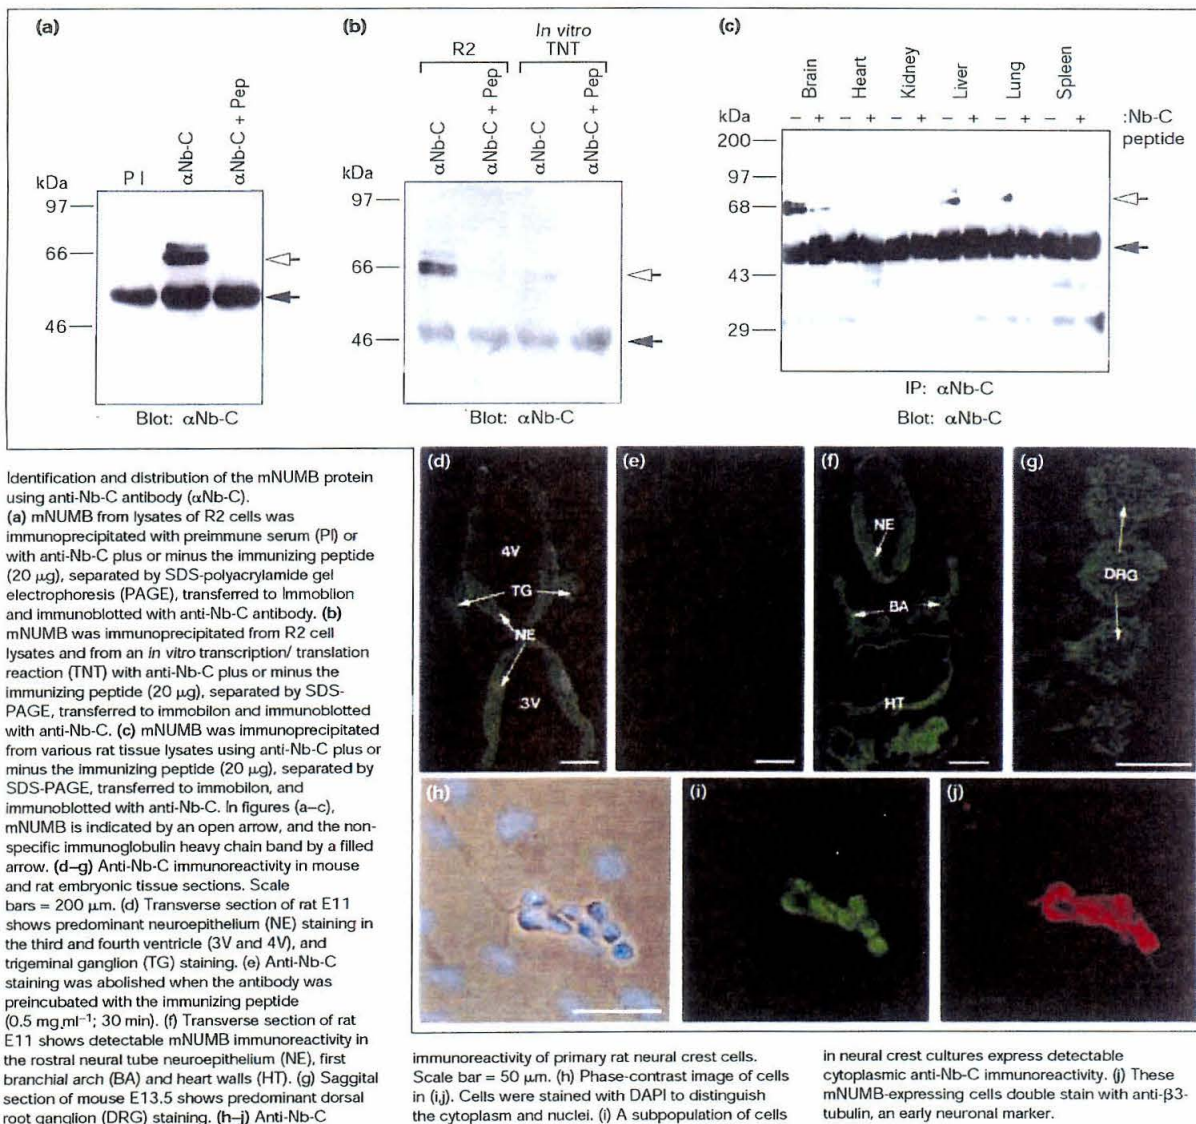 (a)
PI
αNb-C
αNb-C + Pep
kDa
97
66
46
Blot: αNb-C
(b)
R2
In vitro
TNT
αNb-C
αNb-C + Pep
αNb-C
αNb-C + Pep
kDa
97
66
46
Blot: αNb-C
(c)
Brain
Heart
Kidney
Liver
Lung
Spleen
kDa
– + – + – + – + – + – +
:Nb-C
peptide
200
97
68
43
29
IP: αNb-C
Blot: αNb-C
Identification and distribution of the mNUMB protein
using anti-Nb-C antibody (αNb-C).
(a) mNUMB from lysates of R2 cells was
immunoprecipitated with preimmune serum (PI) or
with anti-Nb-C plus or minus the immunizing peptide
(20 μg), separated by SDS-polyacrylamide gel
electrophoresis (PAGE), transferred to Immobilon
and immunoblotted with anti-Nb-C antibody. (b)
mNUMB was immunoprecipitated from R2 cell
lysates and from an in vitro transcription/ translation
reaction (TNT) with anti-Nb-C plus or minus the
immunizing peptide (20 μg), separated by SDS-
PAGE, transferred to immobilon and immunoblotted
with anti-Nb-C. (c) mNUMB was immunoprecipitated
from various rat tissue lysates using anti-Nb-C plus or
minus the immunizing peptide (20 μg), separated by
SDS-PAGE, transferred to immobilon, and
immunoblotted with anti-Nb-C. In figures (a–c),
mNUMB is indicated by an open arrow, and the non-
specific immunoglobulin heavy chain band by a filled
arrow. (d–g) Anti-Nb-C immunoreactivity in mouse
and rat embryonic tissue sections. Scale
bars = 200 μm. (d) Transverse section of rat E11
shows predominant neuroepithelium (NE) staining in
the third and fourth ventricle (3V and 4V), and
trigeminal ganglion (TG) staining. (e) Anti-Nb-C
staining was abolished when the antibody was
preincubated with the immunizing peptide
(0.5 mg ml⁻¹; 30 min). (f) Transverse section of rat
E11 shows detectable mNUMB immunoreactivity in
the rostral neural tube neuroepithelium (NE), first
branchial arch (BA) and heart walls (HT). (g) Saggital
section of mouse E13.5 shows predominant dorsal
root ganglion (DRG) staining. (h–j) Anti-Nb-C
(d)
4V
TG
NE
3V
(e)
(f)
NE
BA
HT
(g)
DRG
(h)
(i)
(j)
immunoreactivity of primary rat neural crest cells.
Scale bar = 50 μm. (h) Phase-contrast image of cells
in (i,j). Cells were stained with DAPI to distinguish
the cytoplasm and nuclei. (i) A subpopulation of cells
in neural crest cultures express detectable
cytoplasmic anti-Nb-C immunoreactivity. (j) These
mNUMB-expressing cells double stain with anti-β3-
tubulin, an early neuronal marker.